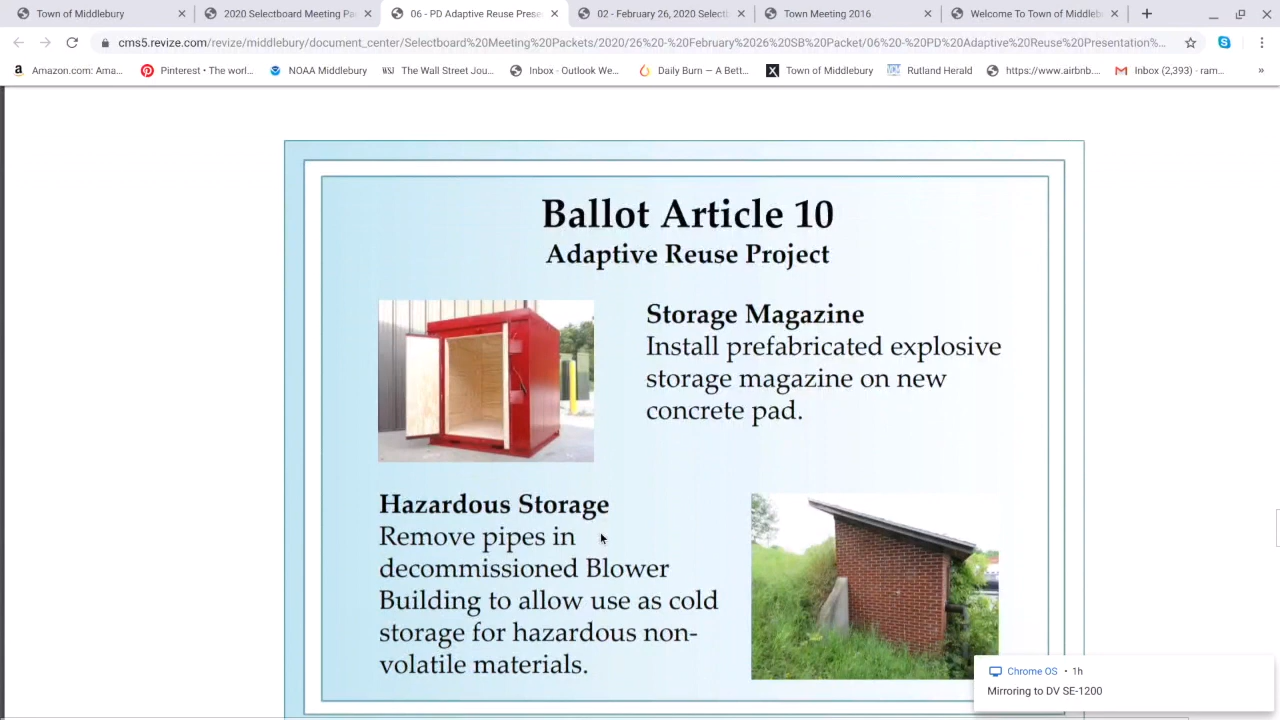 Town of Middlebury
2020 Selectboard Meeting Pa
06 - PD Adaptive Reuse Prese
02 - February 26, 2020 Select
Town Meeting 2016
Welcome To Town of Middleb
cms5.revize.com/revize/middlebury/document_center/Selectboard%20Meeting%20Packets/2020/26%20-%20February%2026%20SB%20Packet/06%20-%20PD%20Adaptive%20Reuse%20Presentation%...
Amazon.com: Ama...
Pinterest • The worl...
NOAA Middlebury
WSJ The Wall Street Jou...
Inbox - Outlook We...
Daily Burn — A Bett...
Town of Middlebury
Rutland Herald
https://www.airbnb....
Inbox (2,393) - ram...
»
Ballot Article 10
Adaptive Reuse Project
Storage Magazine
Install prefabricated explosive
storage magazine on new
concrete pad.
Hazardous Storage
Remove pipes in
decommissioned Blower
Building to allow use as cold
storage for hazardous non-
volatile materials.
Chrome OS • 1h
Mirroring to DV SE-1200